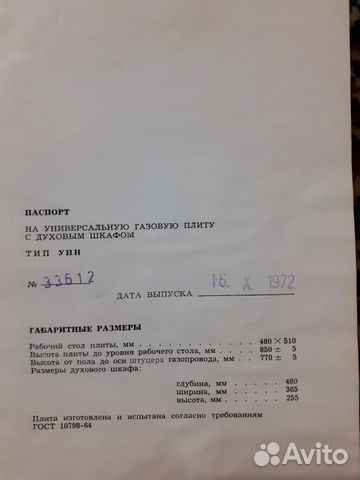 ПАСПОРТ
НА УНИВЕРСАЛЬНУЮ ГАЗОВУЮ ПЛИТУ
С ДУХОВЫМ ШКАФОМ
ТИП УПН
№ 33612
ДАТА ВЫПУСКА 16. X. 1972
ГАБАРИТНЫЕ РАЗМЕРЫ
Рабочий стол плиты, мм . . . . . . . . . . . . . 480 × 510
Высота плиты до уровня рабочего стола, мм . . . . 850 ± 5
Высота от пола до оси штуцера газопровода, мм . . 770 ± 5
Размеры духового шкафа:
глубина, мм . . . . . 480
ширина, мм . . . . . 365
высота, мм . . . . . 255
Плита изготовлена и испытана согласно требованиям
ГОСТ 10798-64
Avito